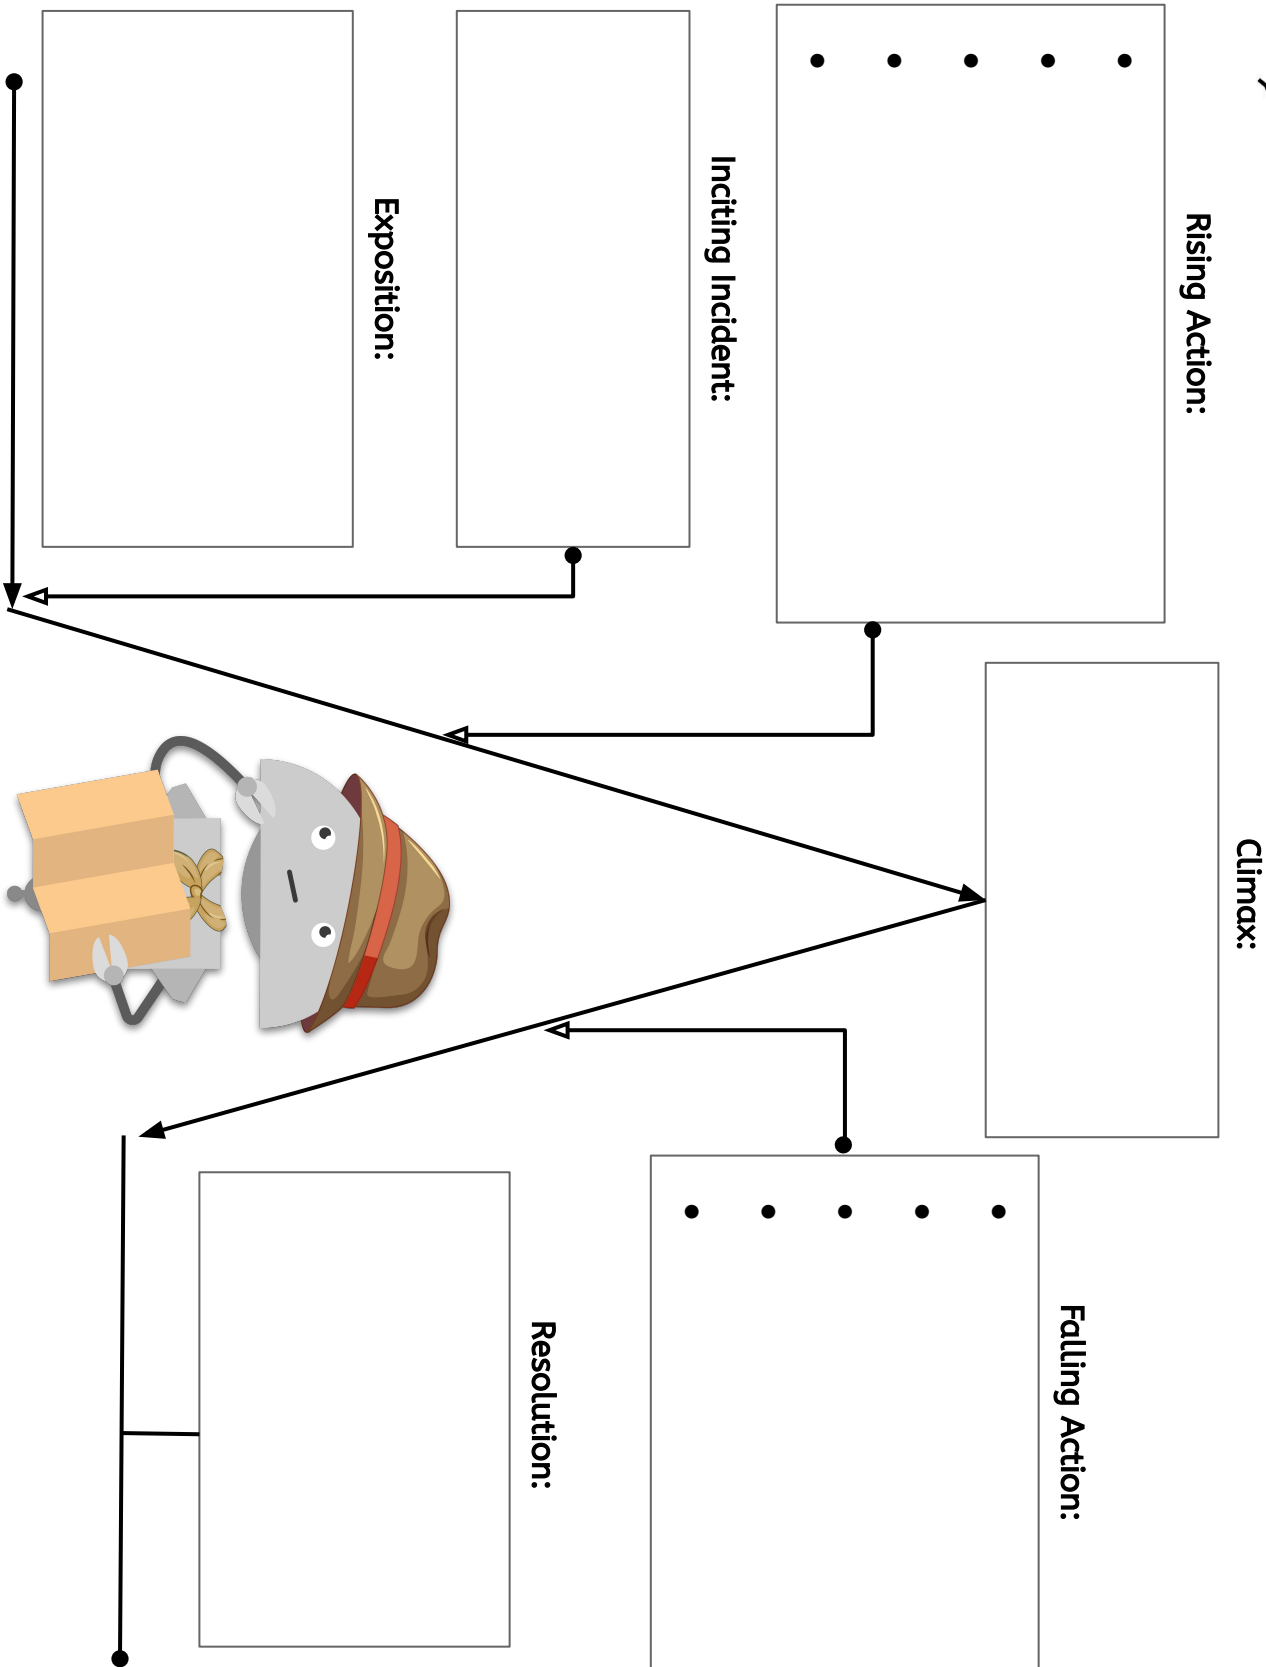 Climax:
Rising Action:
Falling Action:
Inciting Incident:
Resolution:
Exposition: